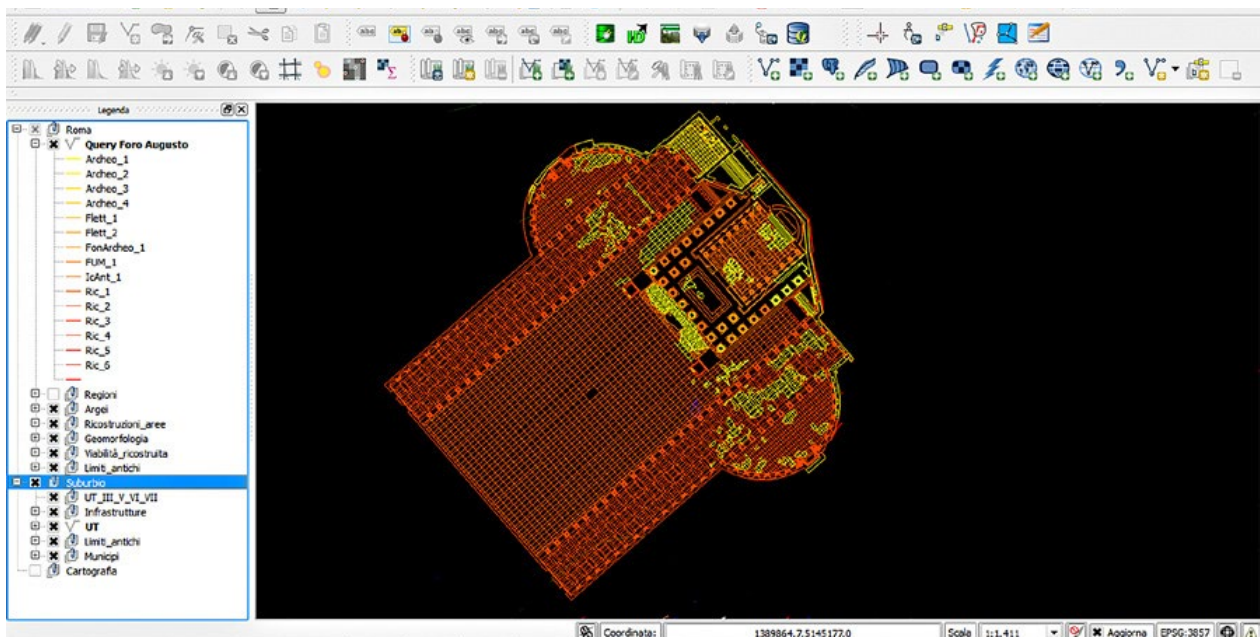 abc
Legenda
Roma
Query Foro Augusto
Archeo_1
Archeo_2
Archeo_3
Archeo_4
Flett_1
Flett_2
FonArcheo_1
FUM_1
IcAnt_1
Ric_1
Ric_2
Ric_3
Ric_4
Ric_5
Ric_6
Regioni
Argei
Ricostruzioni_aree
Geomorfologia
Viabilità_ricostruita
Limiti_antichi
Suburbio
UT_III_V_VI_VII
Infrastrutture
UT
Limiti_antichi
Municipi
Cartografia
Coordinata: 1389864.7,5145177.0 Scale 1:1.411 Aggiorna EPSG:3857